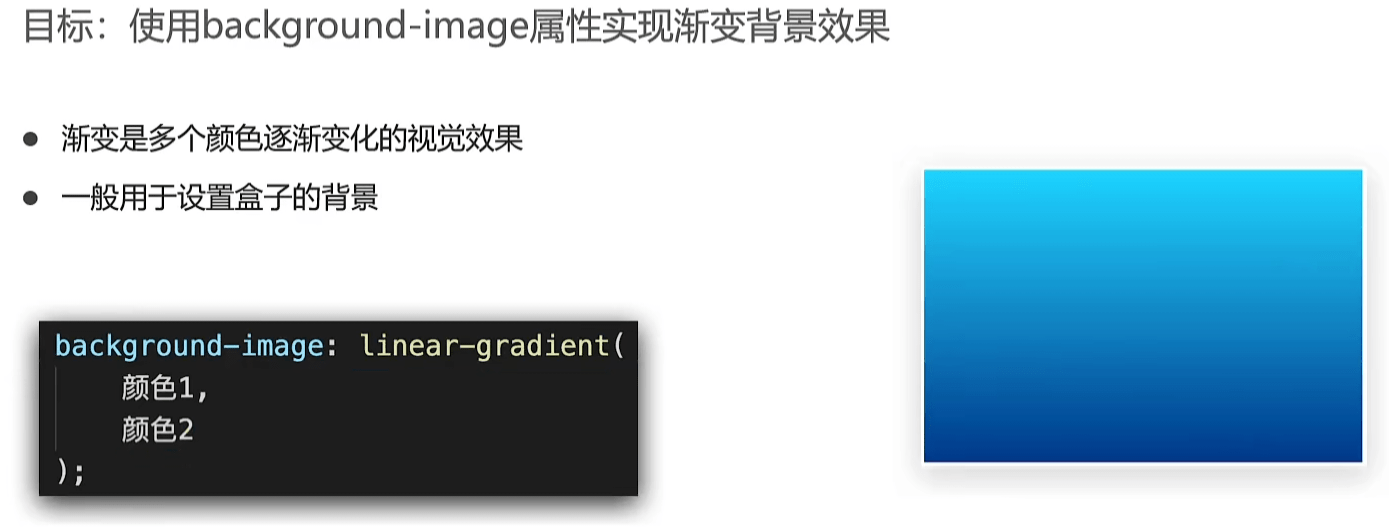 目标：使用background-image属性实现渐变背景效果
● 渐变是多个颜色逐渐变化的视觉效果
● 一般用于设置盒子的背景
background-image: linear-gradient(
    颜色1,
    颜色2
);